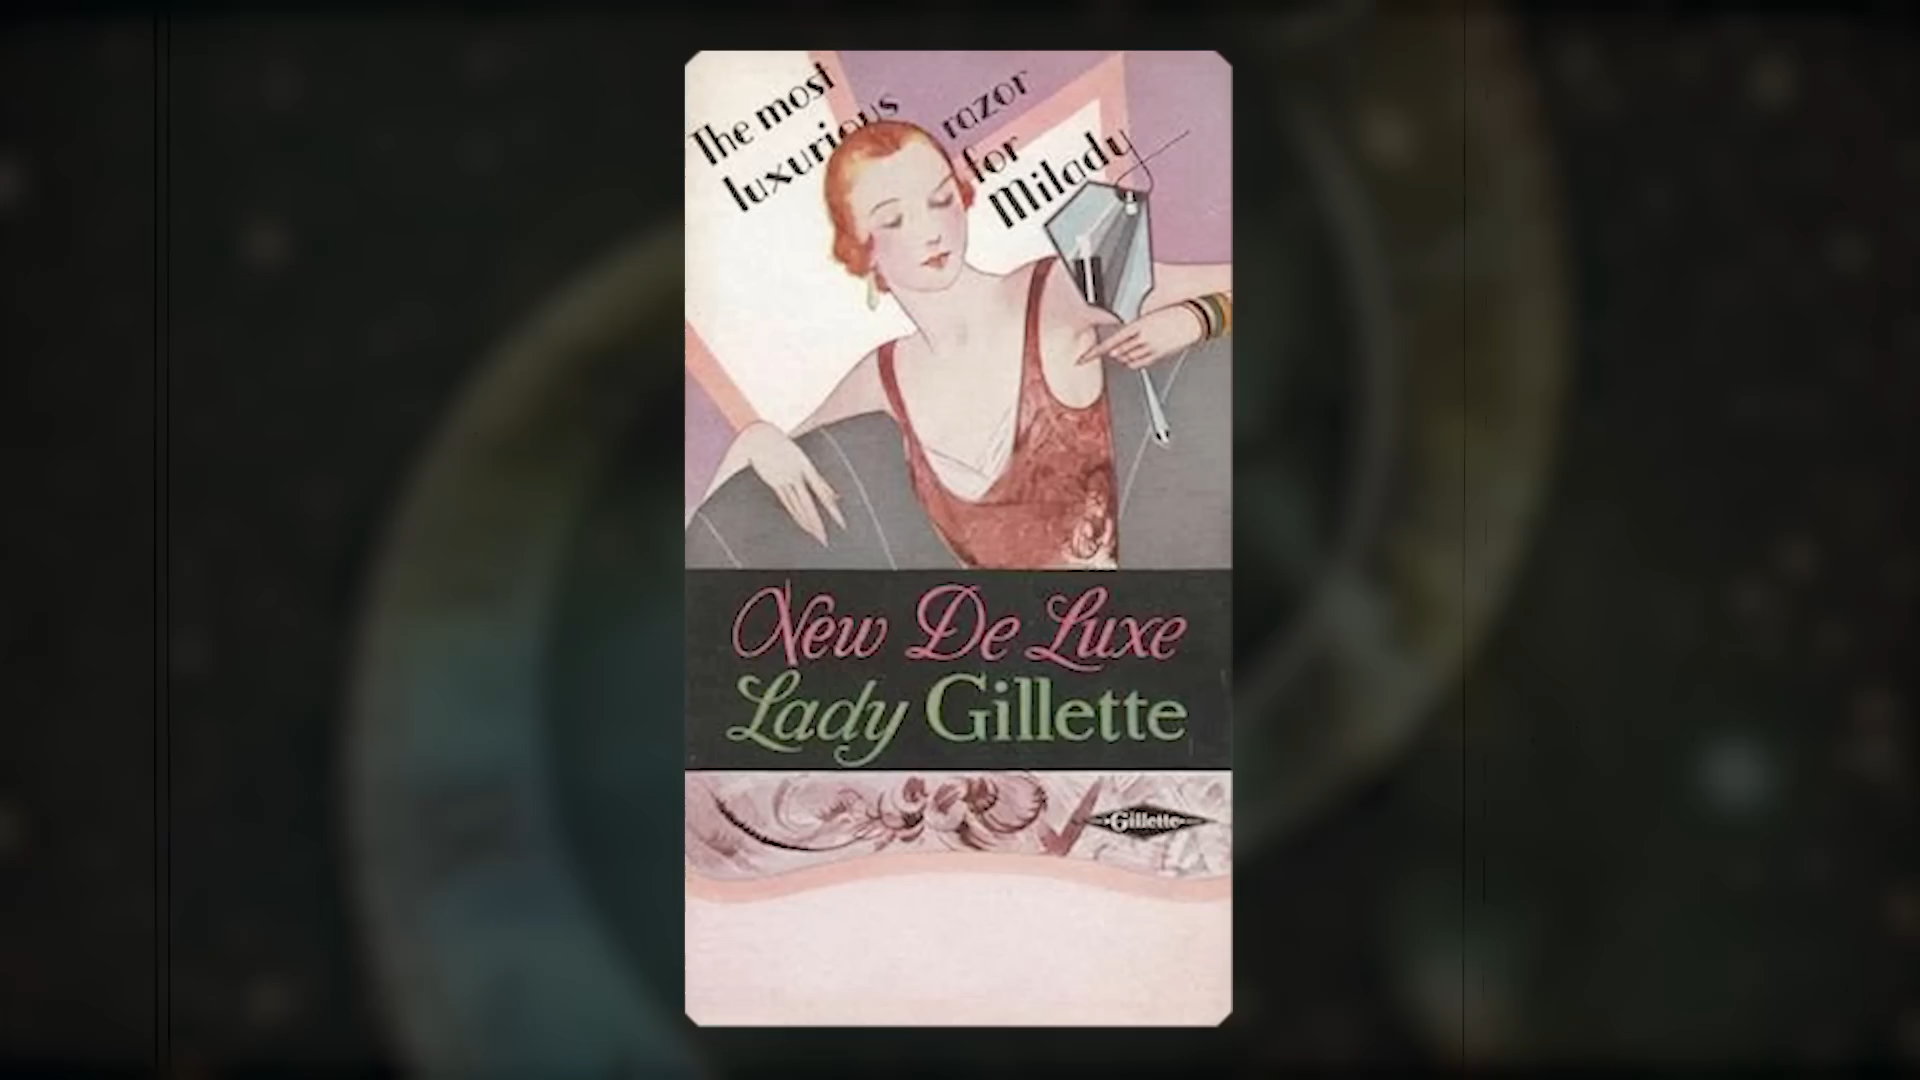 The most
luxurious razor
for
Milady
New De Luxe
Lady Gillette
Gillette